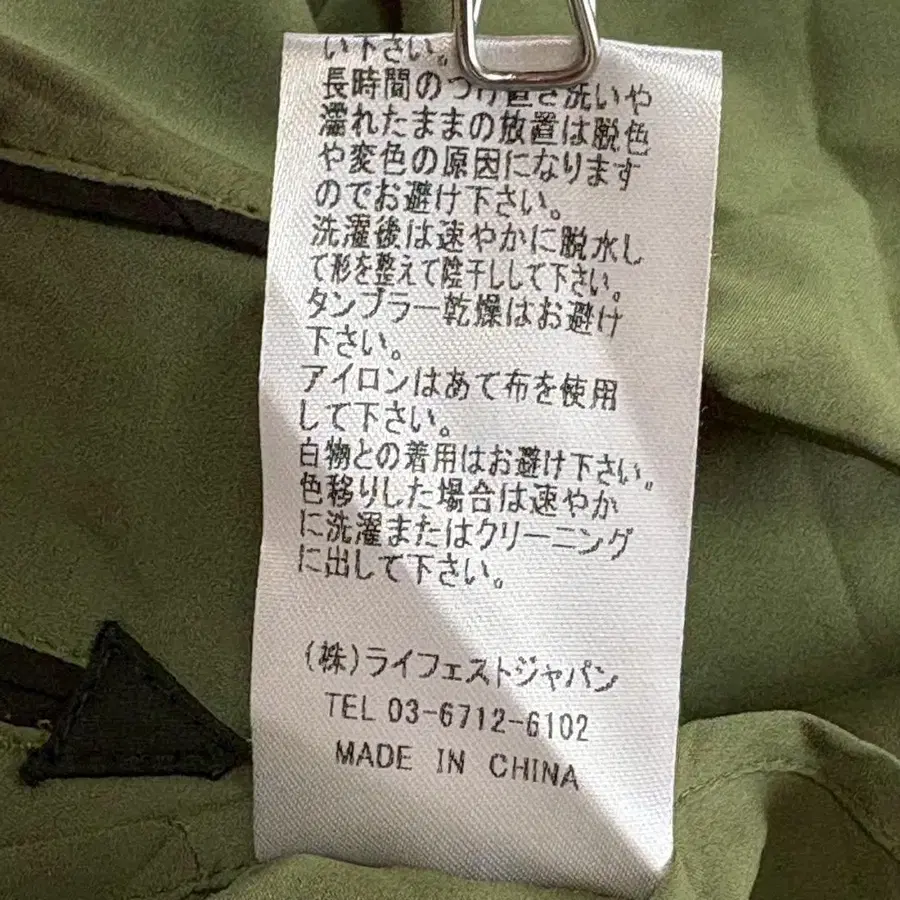 い下さい。
長時間のつけ置き洗いや
濡れたままの放置は脱色
や変色の原因になります
のでお避け下さい。
洗濯後は速やかに脱水し
て形を整えて陰干しして下さい。
タンブラー乾燥はお避け
下さい。
アイロンはあて布を使用
して下さい。
白物との着用はお避け下さい。
色移りした場合は速やか
に洗濯またはクリーニング
に出して下さい。
(株)ライフェストジャパン
TEL 03-6712-6102
MADE IN CHINA